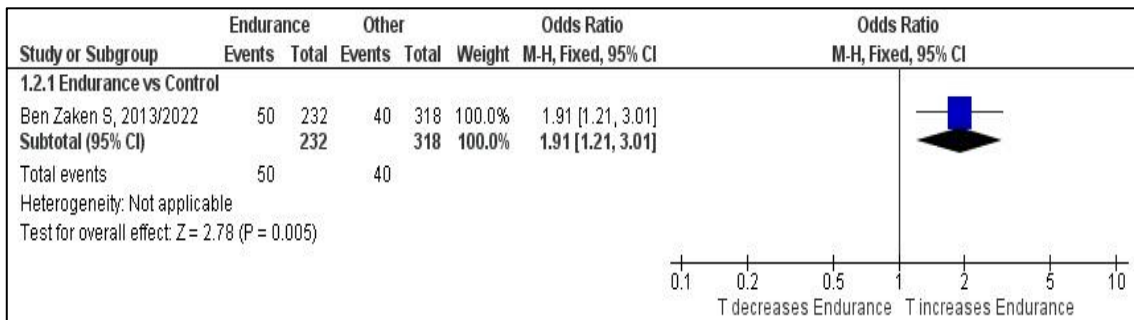 Endurance Other Odds Ratio Odds Ratio
Study or Subgroup Events Total Events Total Weight M-H, Fixed, 95% CI M-H, Fixed, 95% CI
1.2.1 Endurance vs Control
Ben Zaken S, 2013/2022 50 232 40 318 100.0% 1.91 [1.21, 3.01]
Subtotal (95% CI) 232 318 100.0% 1.91 [1.21, 3.01]
Total events 50 40
Heterogeneity: Not applicable
Test for overall effect: Z = 2.78 (P = 0.005)
0.1 0.2 0.5 1 2 5 10
T decreases Endurance T increases Endurance